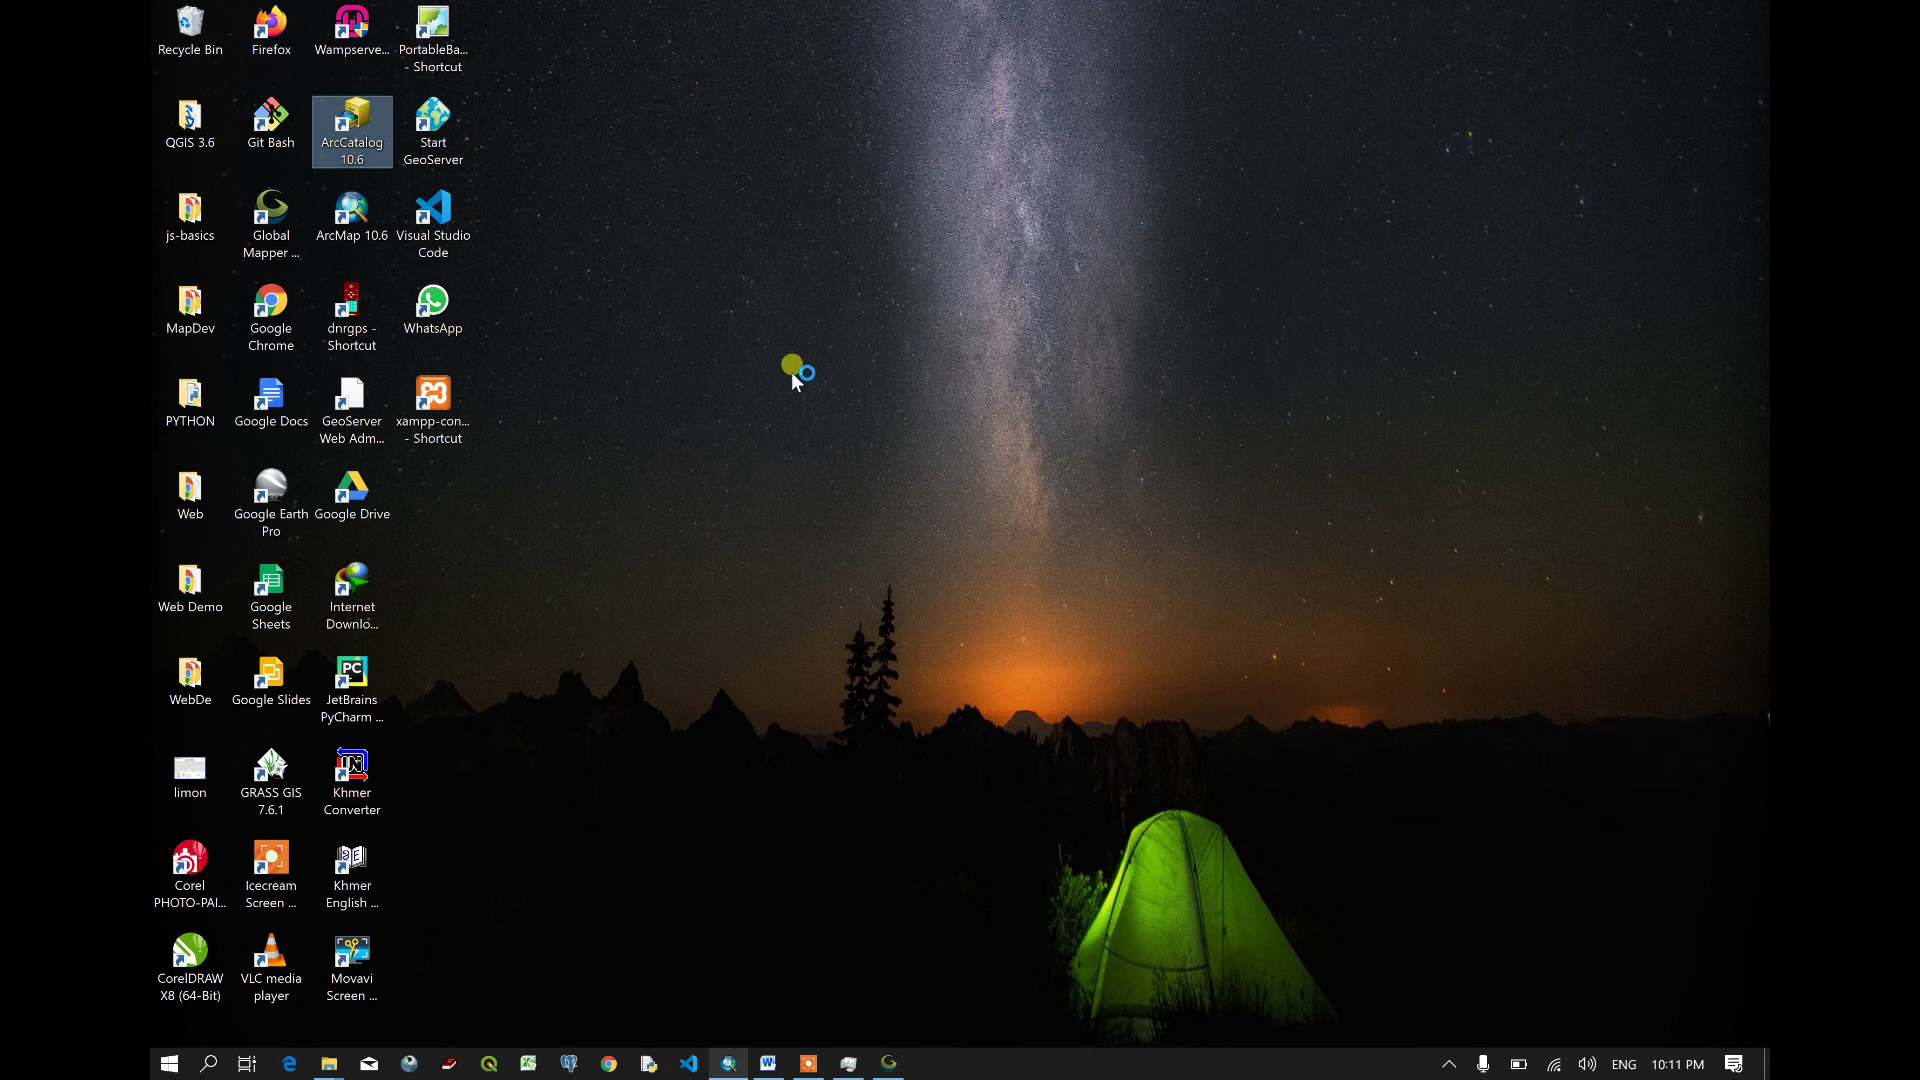 Recycle Bin
Firefox
Wampserve...
PortableBa...
- Shortcut
QGIS 3.6
Git Bash
ArcCatalog
10.6
Start
GeoServer
js-basics
Global
Mapper ...
ArcMap 10.6
Visual Studio
Code
MapDev
Google
Chrome
dnrgps -
Shortcut
WhatsApp
PYTHON
Google Docs
GeoServer
Web Adm...
xampp-con...
- Shortcut
Web
Google Earth
Pro
Google Drive
Web Demo
Google
Sheets
Internet
Downlo...
WebDe
Google Slides
PC
JetBrains
PyCharm ...
limon
GRASS GIS
7.6.1
Khmer
Converter
Corel
PHOTO-PAI...
Icecream
Screen ...
Khmer
English ...
CorelDRAW
X8 (64-Bit)
VLC media
player
Movavi
Screen ...
ENG
10:11 PM